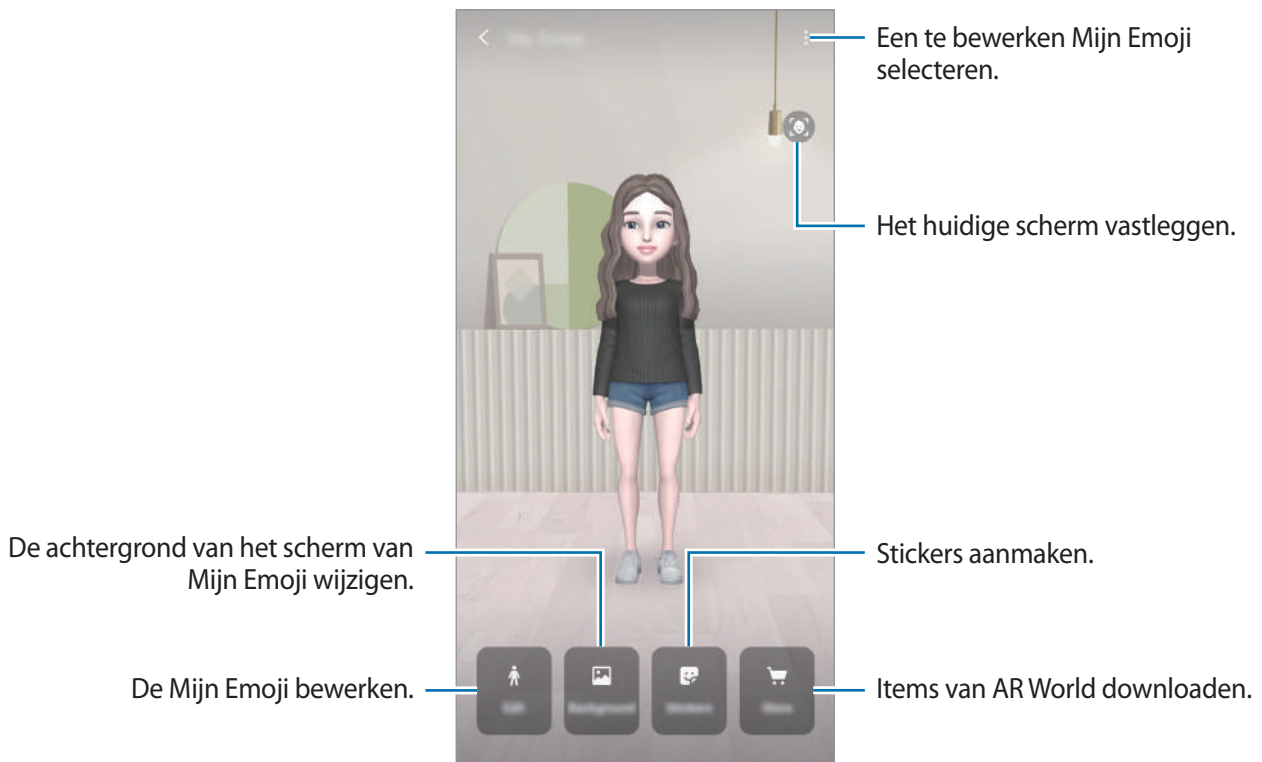 Een te bewerken Mijn Emoji
selecteren.
Het huidige scherm vastleggen.
De achtergrond van het scherm van
Mijn Emoji wijzigen.
Stickers aanmaken.
De Mijn Emoji bewerken.
Items van AR World downloaden.